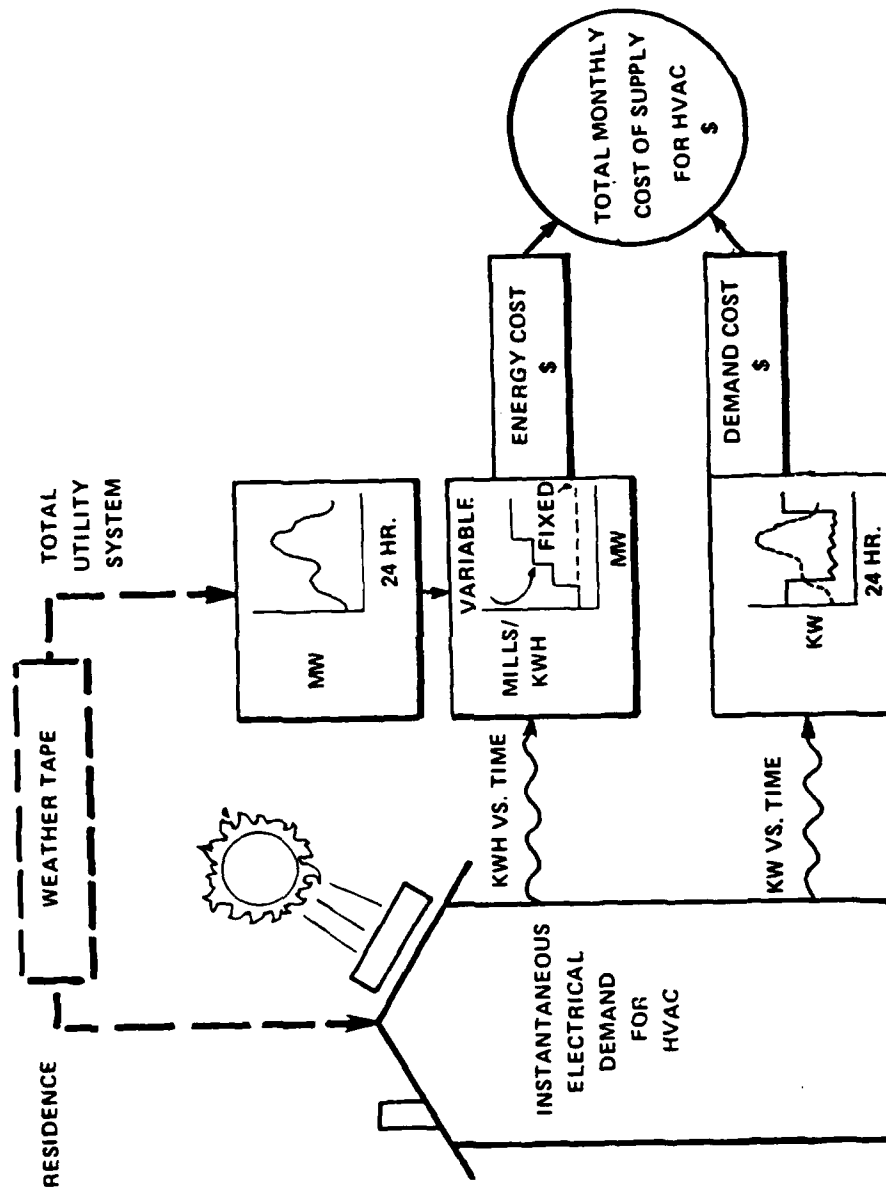 RESIDENCE
WEATHER TAPE
TOTAL
UTILITY
SYSTEM
MW
24 HR.
INSTANTANEOUS
ELECTRICAL
DEMAND
FOR
HVAC
KWH VS. TIME
VARIABLE
MILLS/
KWH
FIXED
MW
ENERGY COST
$
KW VS. TIME
KW
24 HR.
DEMAND COST
$
TOTAL MONTHLY
COST OF SUPPLY
FOR HVAC
$